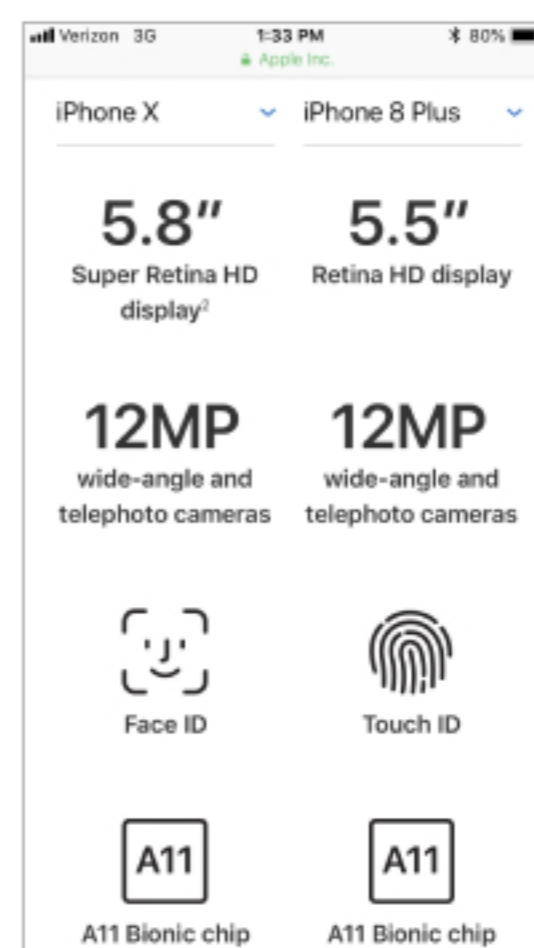 Verizon 3G 1:33 PM 80%
Apple Inc.
iPhone X iPhone 8 Plus
5.8" 5.5"
Super Retina HD Retina HD display
display²
12MP 12MP
wide-angle and wide-angle and
telephoto cameras telephoto cameras
Face ID Touch ID
A11 A11
A11 Bionic chip A11 Bionic chip